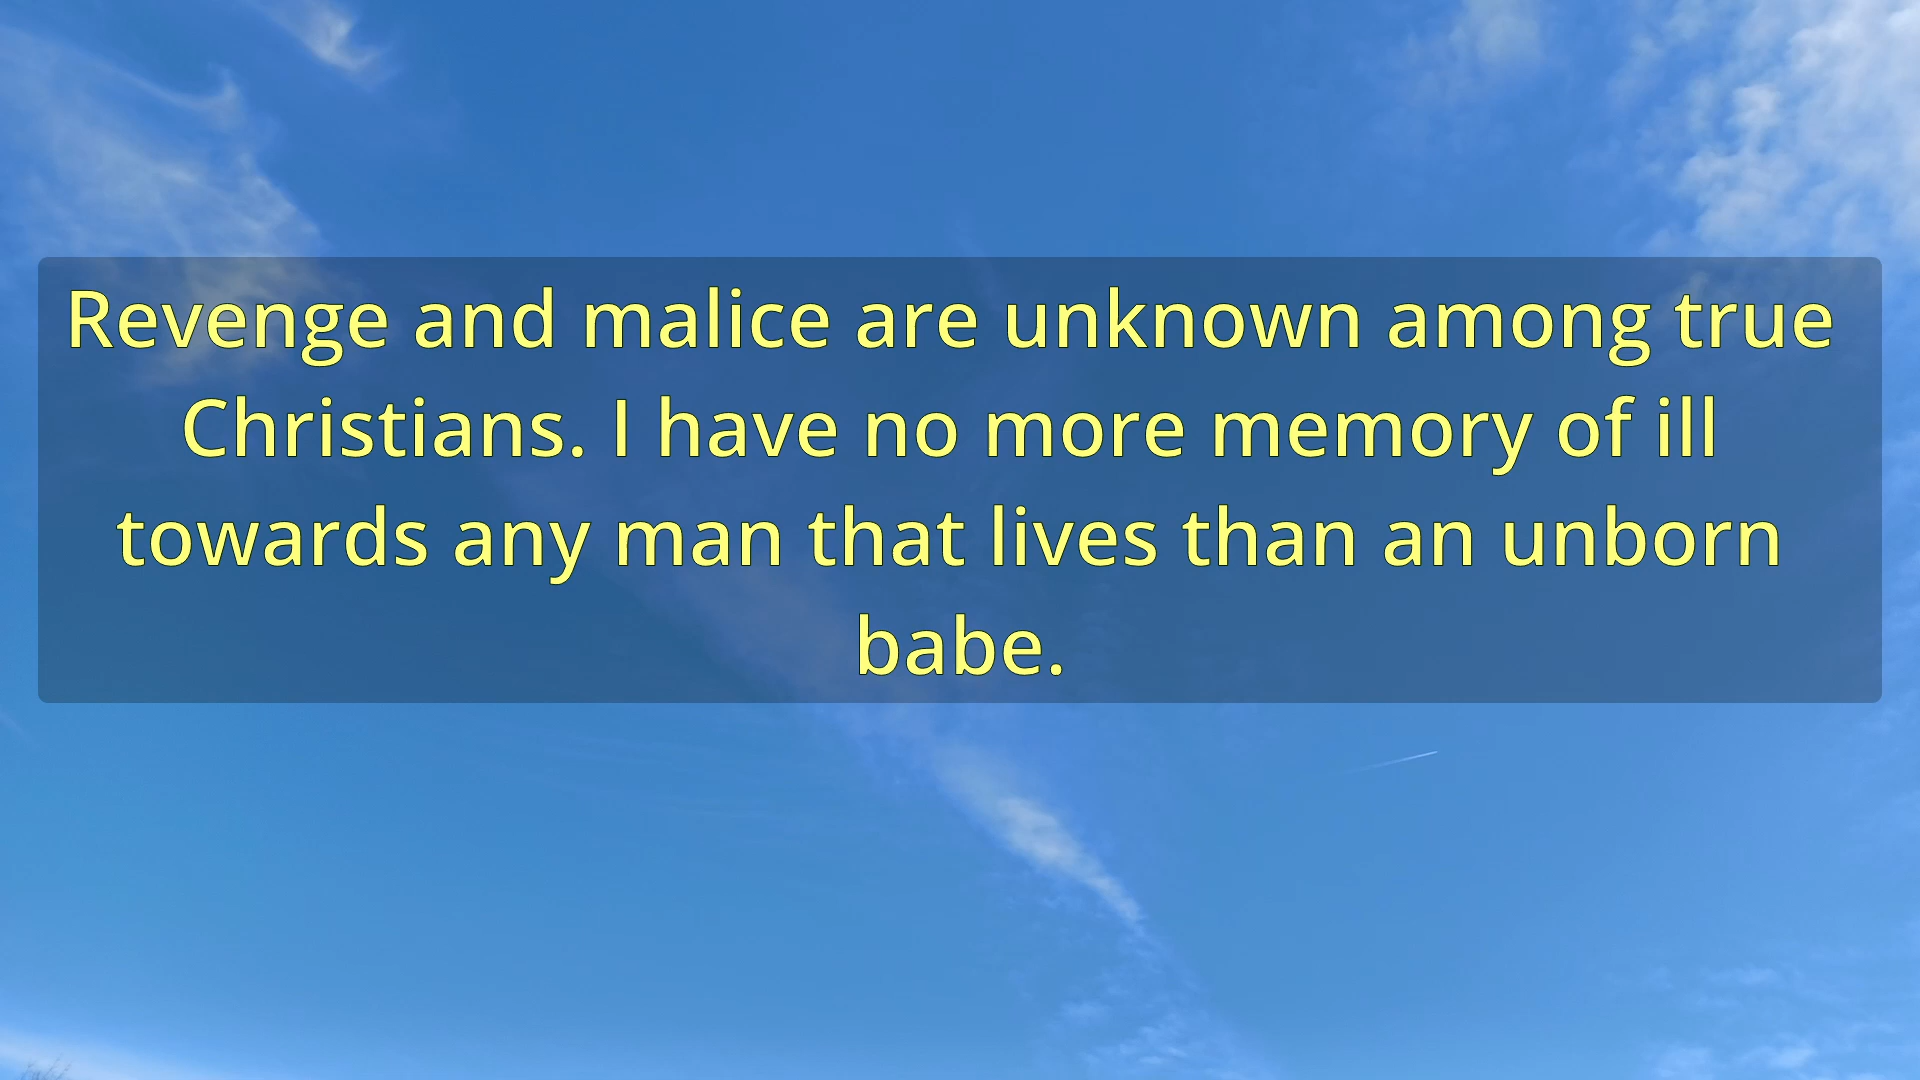 Revenge and malice are unknown among true
Christians. I have no more memory of ill
towards any man that lives than an unborn
babe.